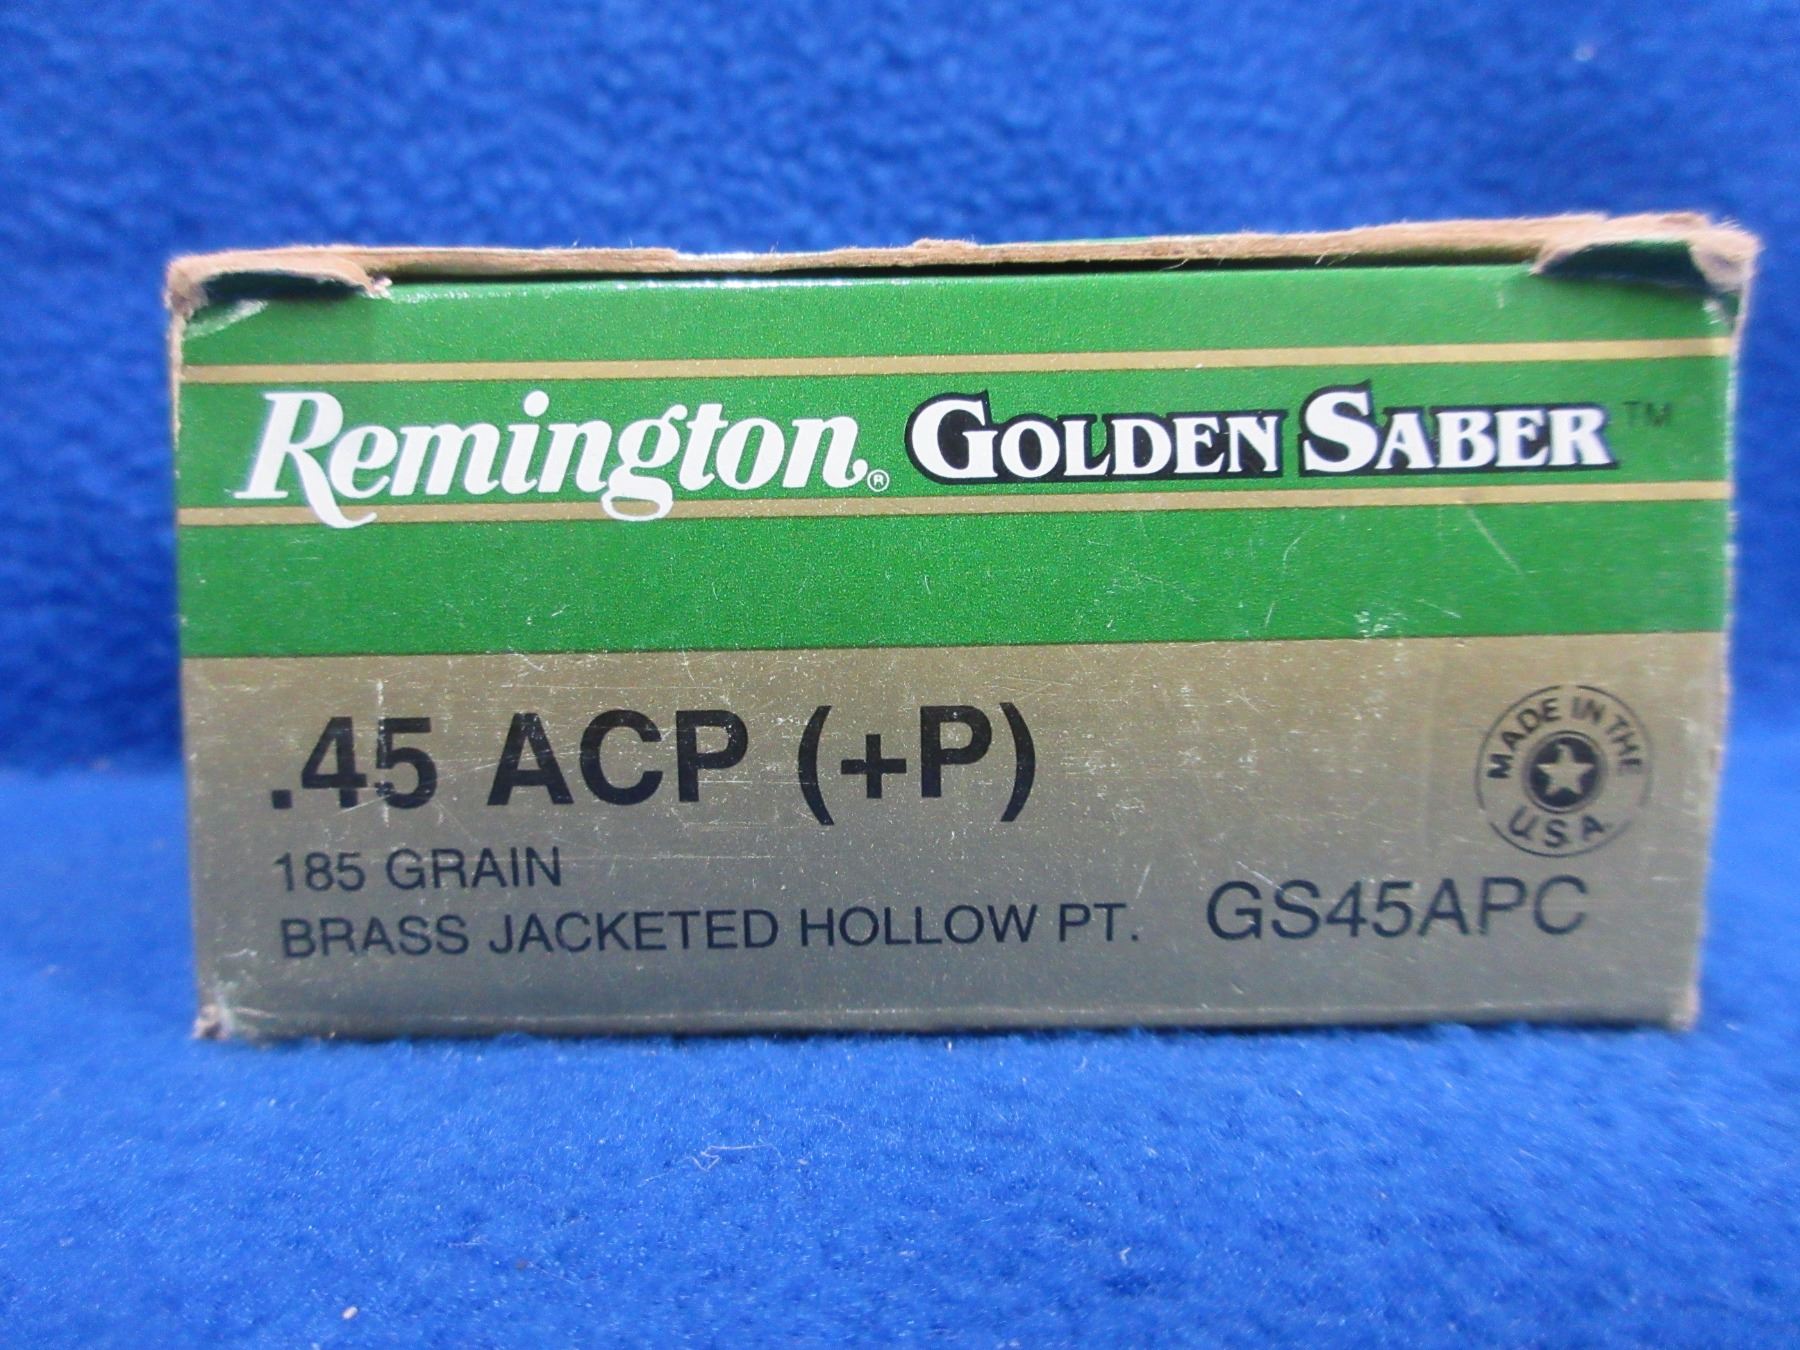 Remington® GOLDEN SABER™
.45 ACP (+P)
MADE IN THE
U.S.A.
185 GRAIN
BRASS JACKETED HOLLOW PT.
GS45APC